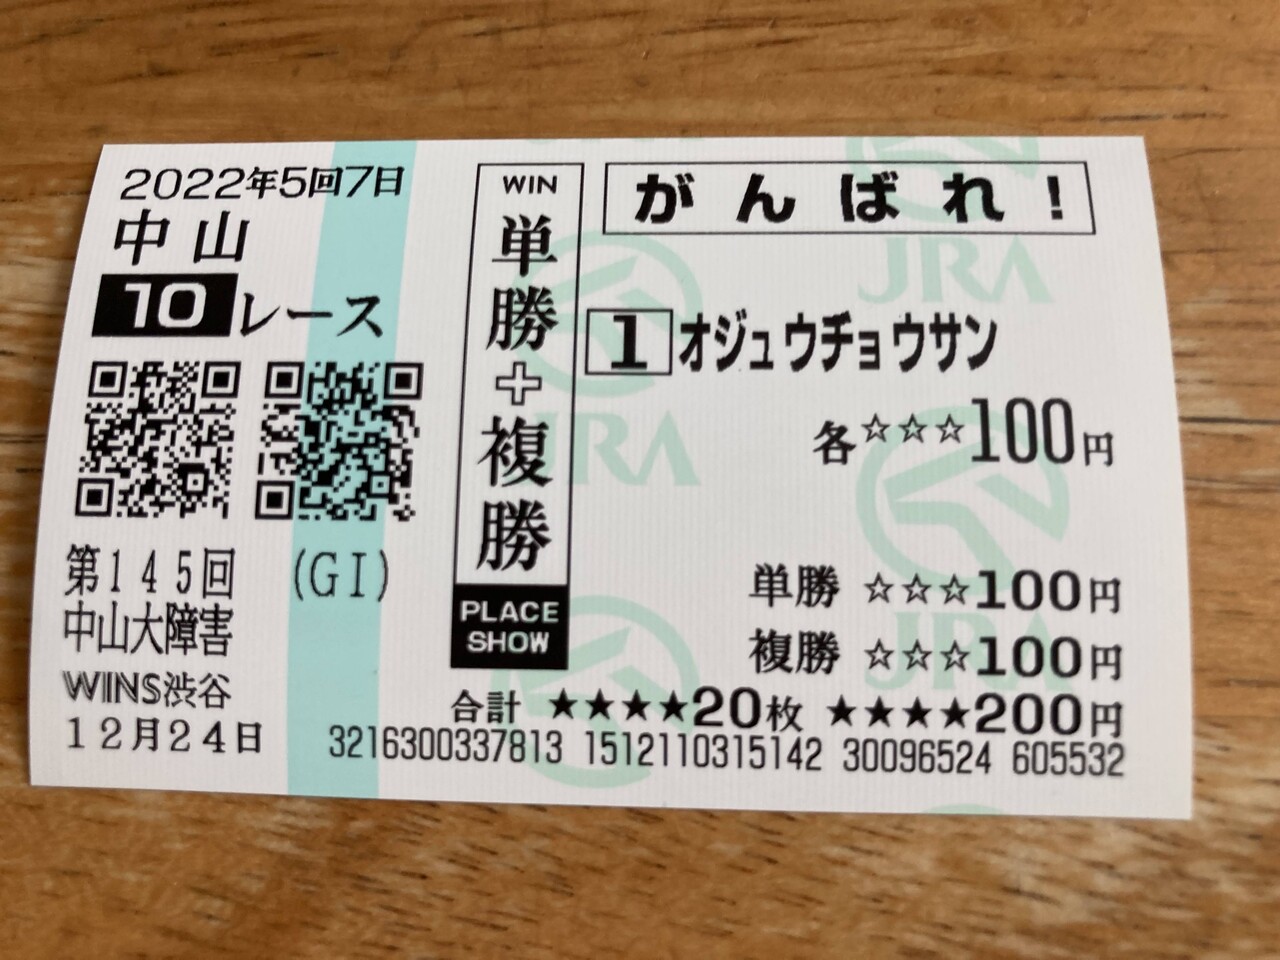 2022年5回7日
中山
10レース
第145回 (GI)
中山大障害
WINS渋谷
12月24日
WIN
単勝+複勝
PLACE
SHOW
がんばれ!
1 オジュウチョウサン
各☆☆☆100円
単勝 ☆☆☆100円
複勝 ☆☆☆100円
合計 ★★★★20枚 ★★★★200円
3216300337813 1512110315142 30096524 605532
JRA
JRA
JRA